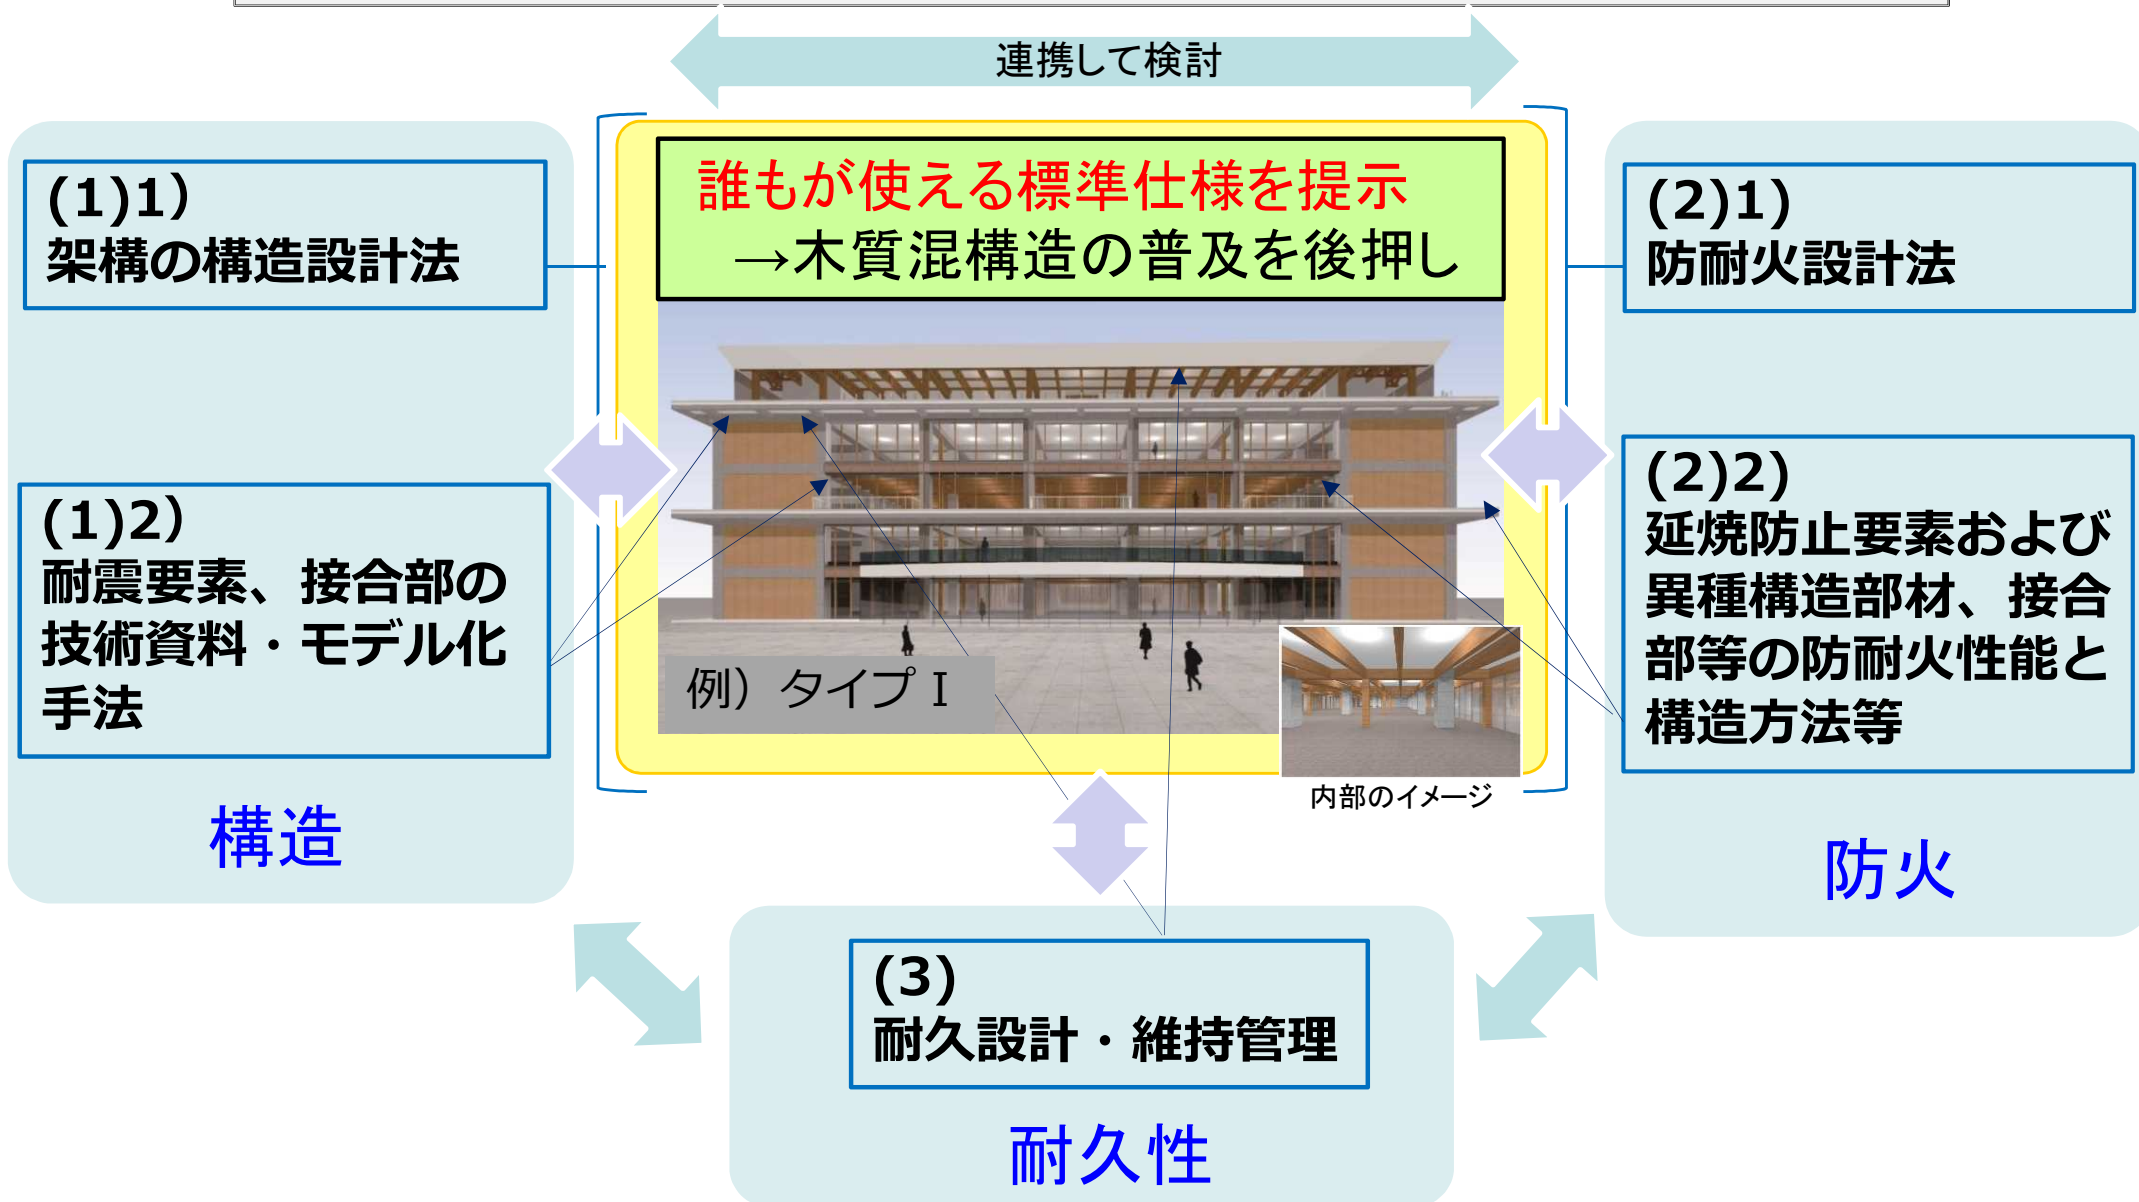 連携して検討
誰もが使える標準仕様を提示
→木質混構造の普及を後押し
(1)1）
架構の構造設計法
(1)2）
耐震要素、接合部の
技術資料・モデル化
手法
構造
例）タイプⅠ
内部のイメージ
(2)1)
防耐火設計法
(2)2)
延焼防止要素および
異種構造部材、接合
部等の防耐火性能と
構造方法等
防火
(3)
耐久設計・維持管理
耐久性